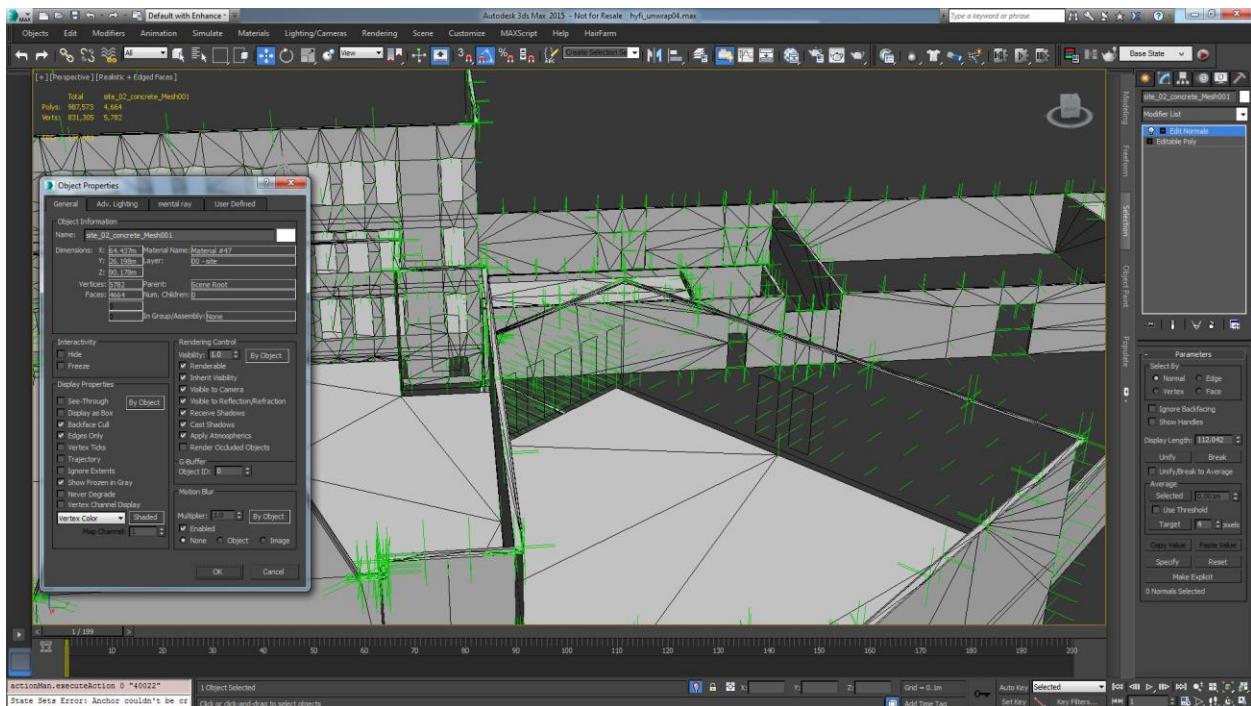 Default with Enhance
Autodesk 3ds Max 2015 - Not for Resale hyfi_unwrap04.max
Type a keyword or phrase
Objects Edit Modifiers Animation Simulate Materials Lighting/Cameras Rendering Scene Customize MAXScript Help HairFarm
All View Create Selection Se Base State
[+][Perspective][Realistic + Edged Faces]
Total site_02_concrete_Mesh001
Polys: 987,573 4,664
Verts: 831,305 5,782
Object Properties
General Adv. Lighting mental ray User Defined
Object Information
Name: site_02_concrete_Mesh001
Dimensions: X: 64.437m Material Name: Material #47
Y: 26.198m Layer: 00 -site
Z: 90.178m
Vertices: 5782 Parent: Scene Root
Faces: 4664 Num. Children: 0
In Group/Assembly: None
Interactivity
Hide
Freeze
Display Properties
See-Through By Object
Display as Box
Backface Cull
Edges Only
Vertex Ticks
Trajectory
Ignore Extents
Show Frozen in Gray
Never Degrade
Vertex Channel Display
Vertex Color Shaded
Map Channel: 1
Rendering Control
Visibility: 1.0 By Object
Renderable
Inherit Visibility
Visible to Camera
Visible to Reflection/Refraction
Receive Shadows
Cast Shadows
Apply Atmospherics
Render Occluded Objects
G-Buffer
Object ID: 0
Motion Blur
Multiplier: By Object
Enabled
None Object Image
OK Cancel
Modeling
Freeform
Selection
Object Paint
Populate
site_02_concrete_Mesh001
Modifier List
Edit Normals
Editable Poly
Parameters
Select By
Normal Edge
Vertex Face
Ignore Backfacing
Show Handles
Display Length: 112.042
Unify Break
Unify/Break to Average
Average
Selected 0.001m
Use Threshold
Target 4 pixels
Copy Value Paste Value
Specify Reset
Make Explicit
0 Normals Selected
1 / 199
10 20 30 40 50 60 70 80 90 100 110 120 130 140 150 160 170 180 190 200
actionMan.executeAction 0 "40022"
State Sets Error: Anchor couldn't be cr
1 Object Selected
Click or click-and-drag to select objects
X: Y: Z: Grid = 0.1m
Add Time Tag
Auto Key Selected
Set Key Key Filters...
1